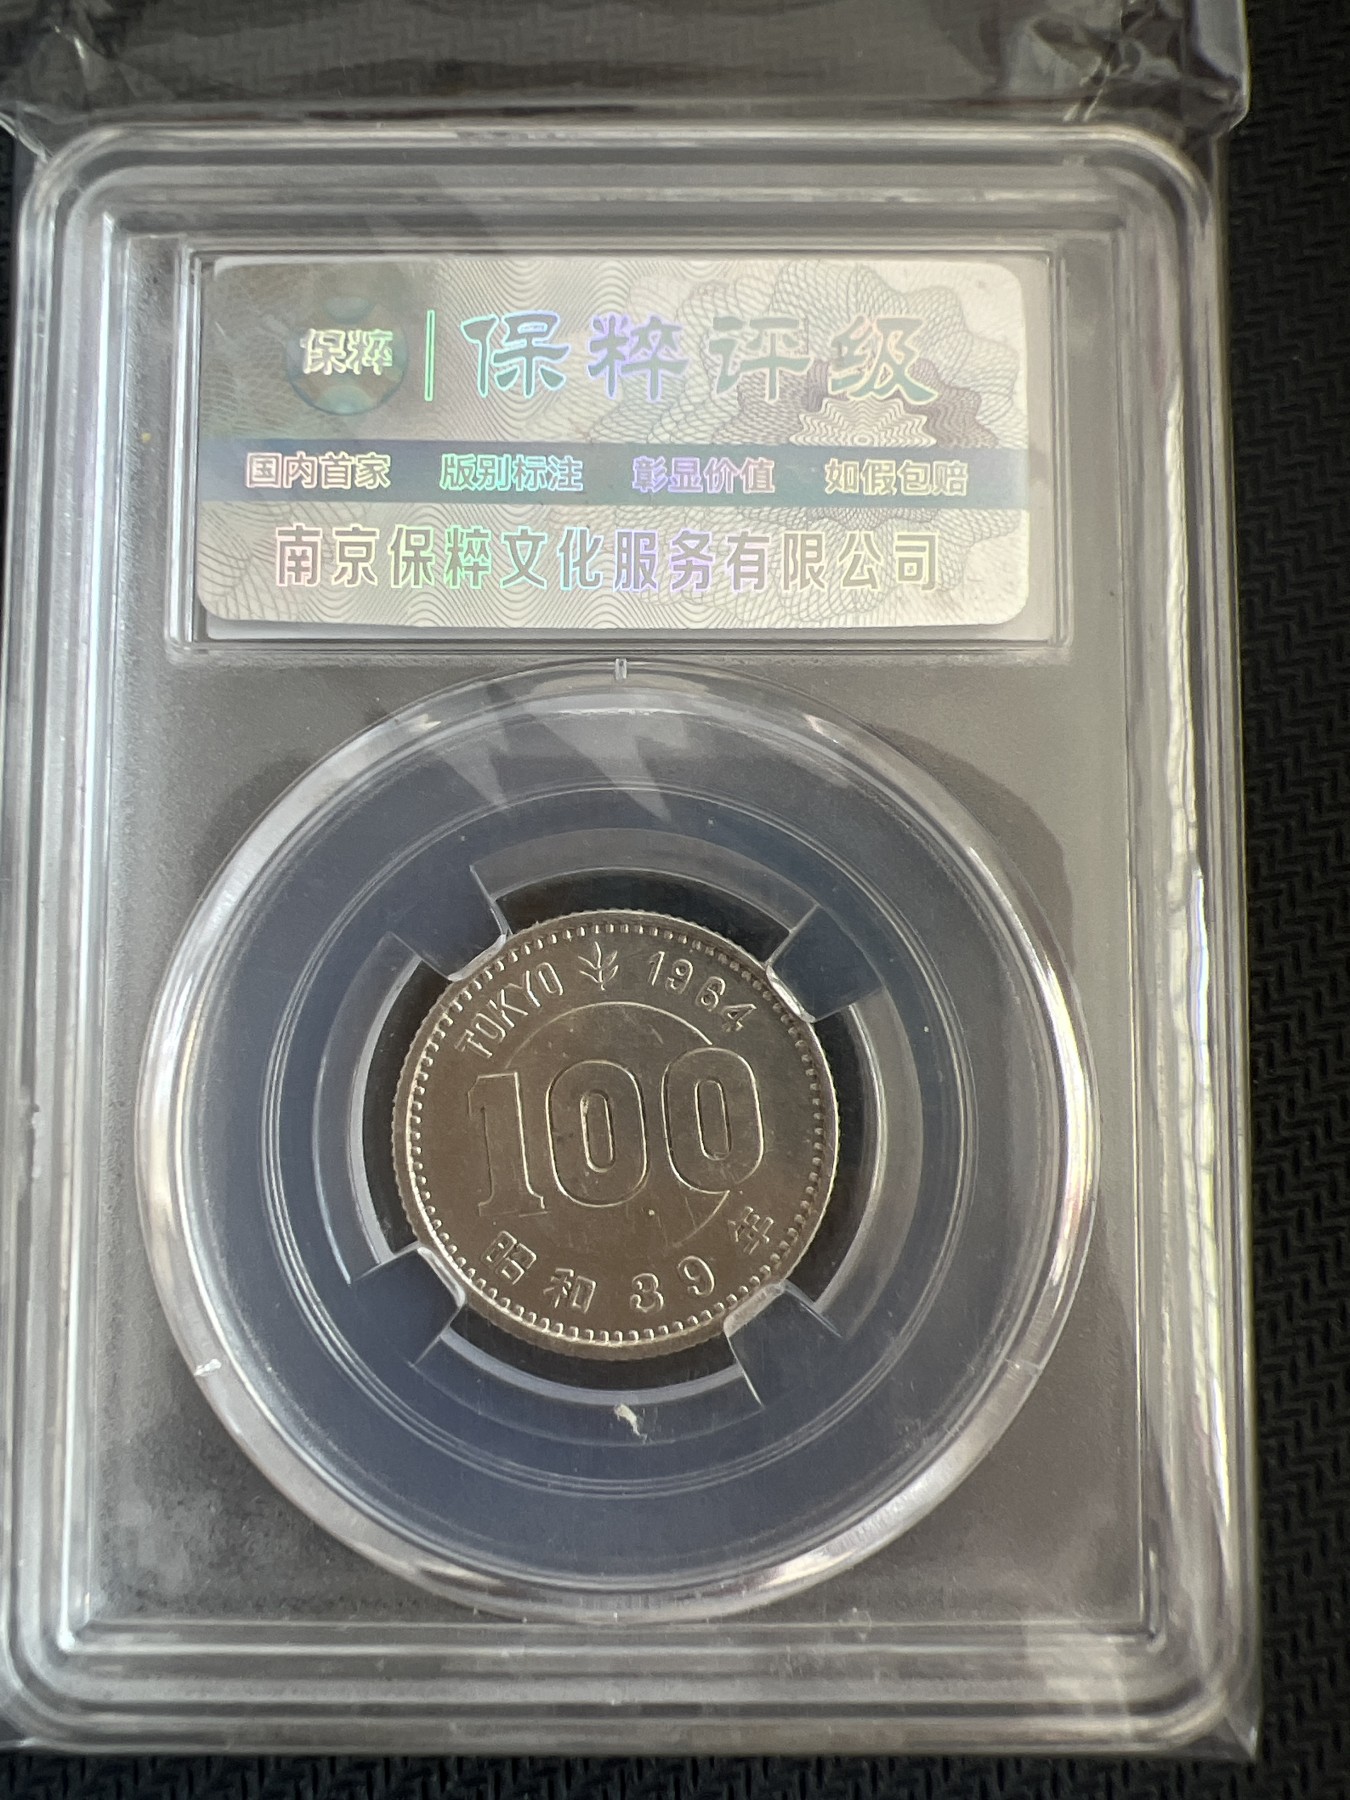 保粹 保粹评级
国内首家 版别标注 彰显价值 如假包赔
南京保粹文化服务有限公司
TOKYO 1964
100
昭和39年